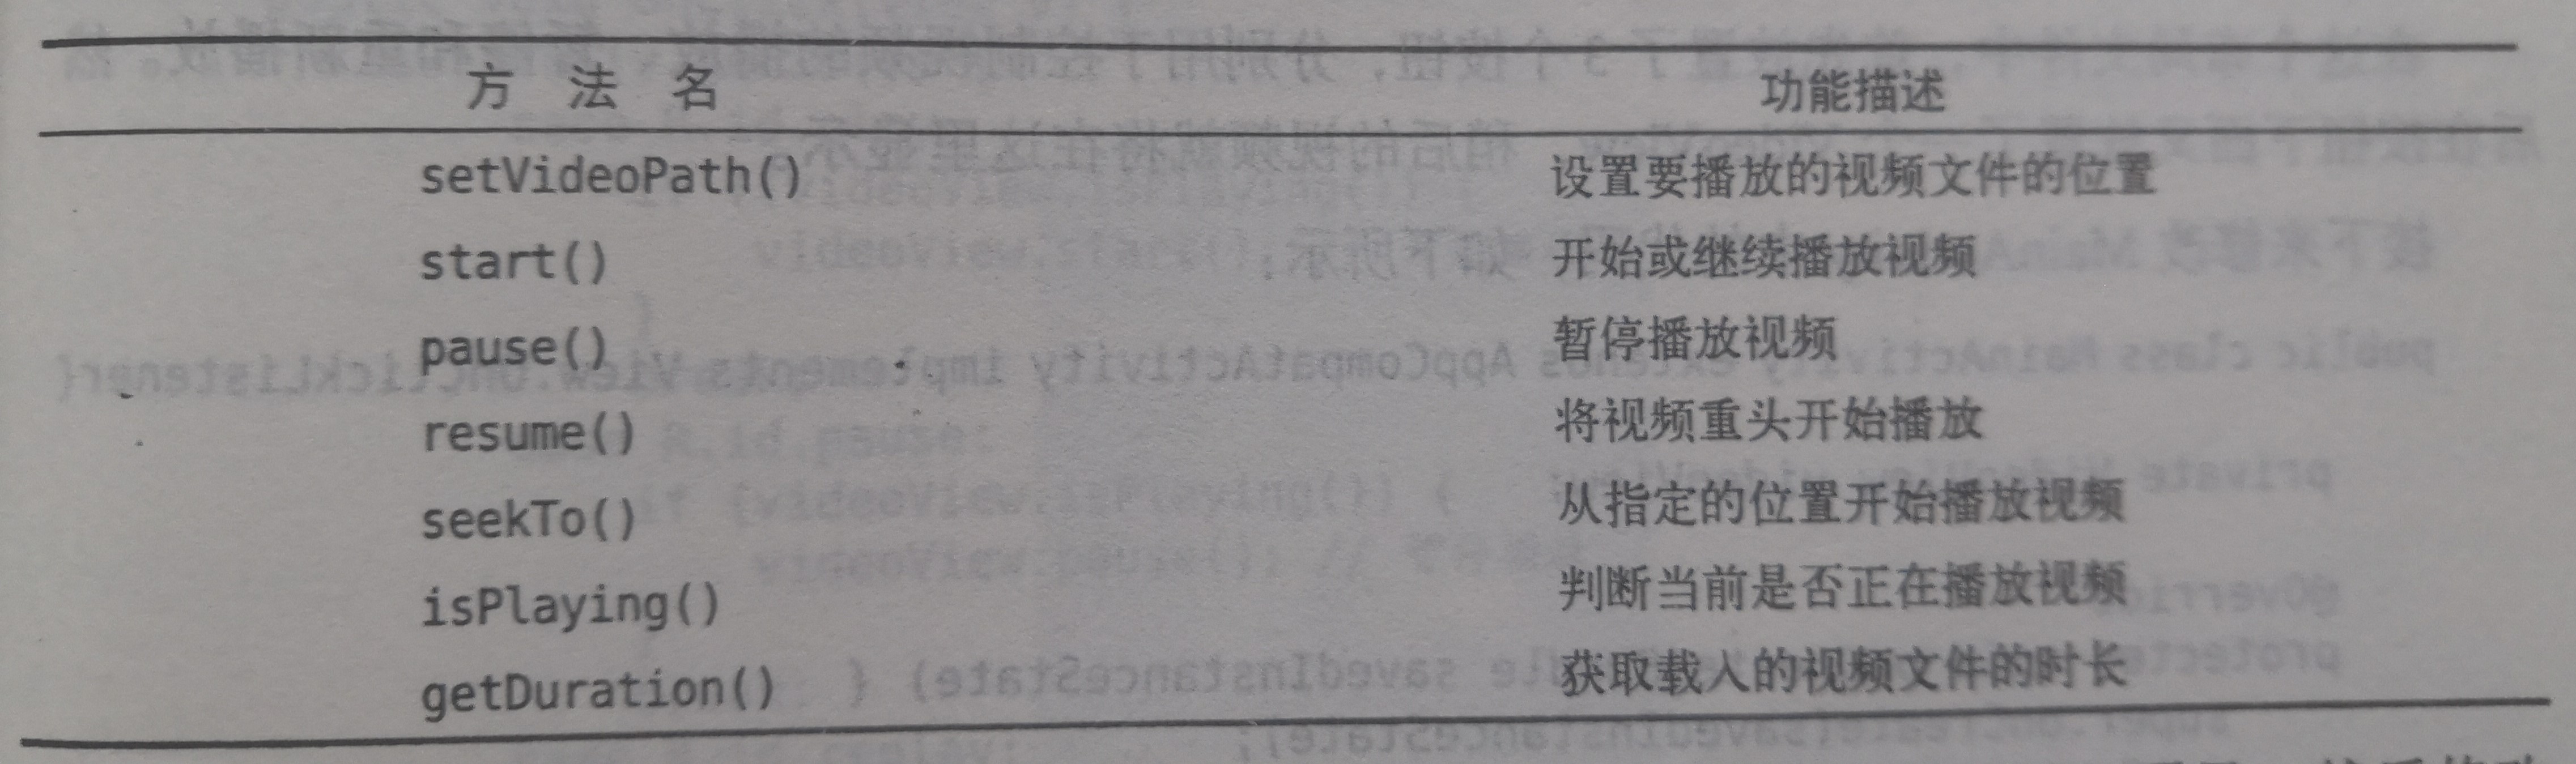 方 法 名 功能描述
setVideoPath() 设置要播放的视频文件的位置
start() 开始或继续播放视频
pause() 暂停播放视频
resume() 将视频重头开始播放
seekTo() 从指定的位置开始播放视频
isPlaying() 判断当前是否正在播放视频
getDuration() 获取载入的视频文件的时长